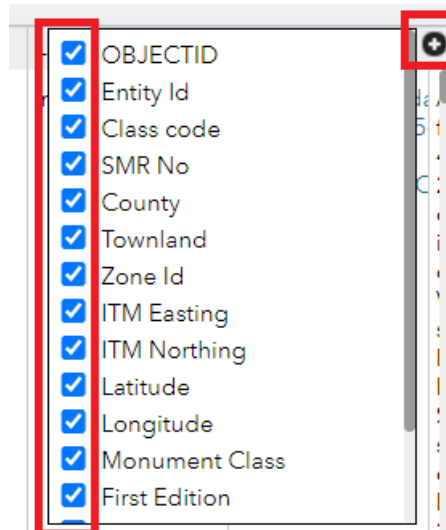 OBJECTID
Entity Id
Class code
SMR No
County
Townland
Zone Id
ITM Easting
ITM Northing
Latitude
Longitude
Monument Class
First Edition